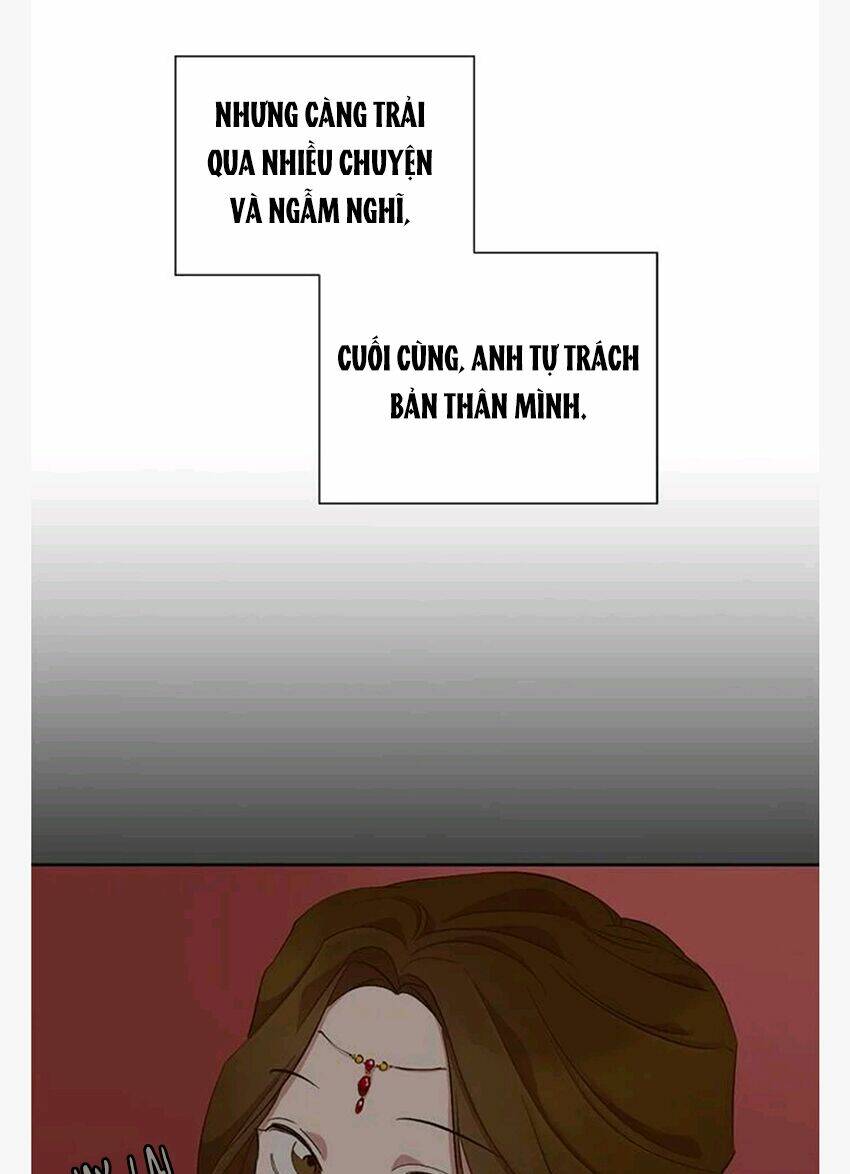 NHƯNG CÀNG TRẢI
QUA NHIỀU CHUYỆN
VÀ NGẪM NGHĨ,
CUỐI CÙNG, ANH TỰ TRÁCH
BẢN THÂN MÌNH.